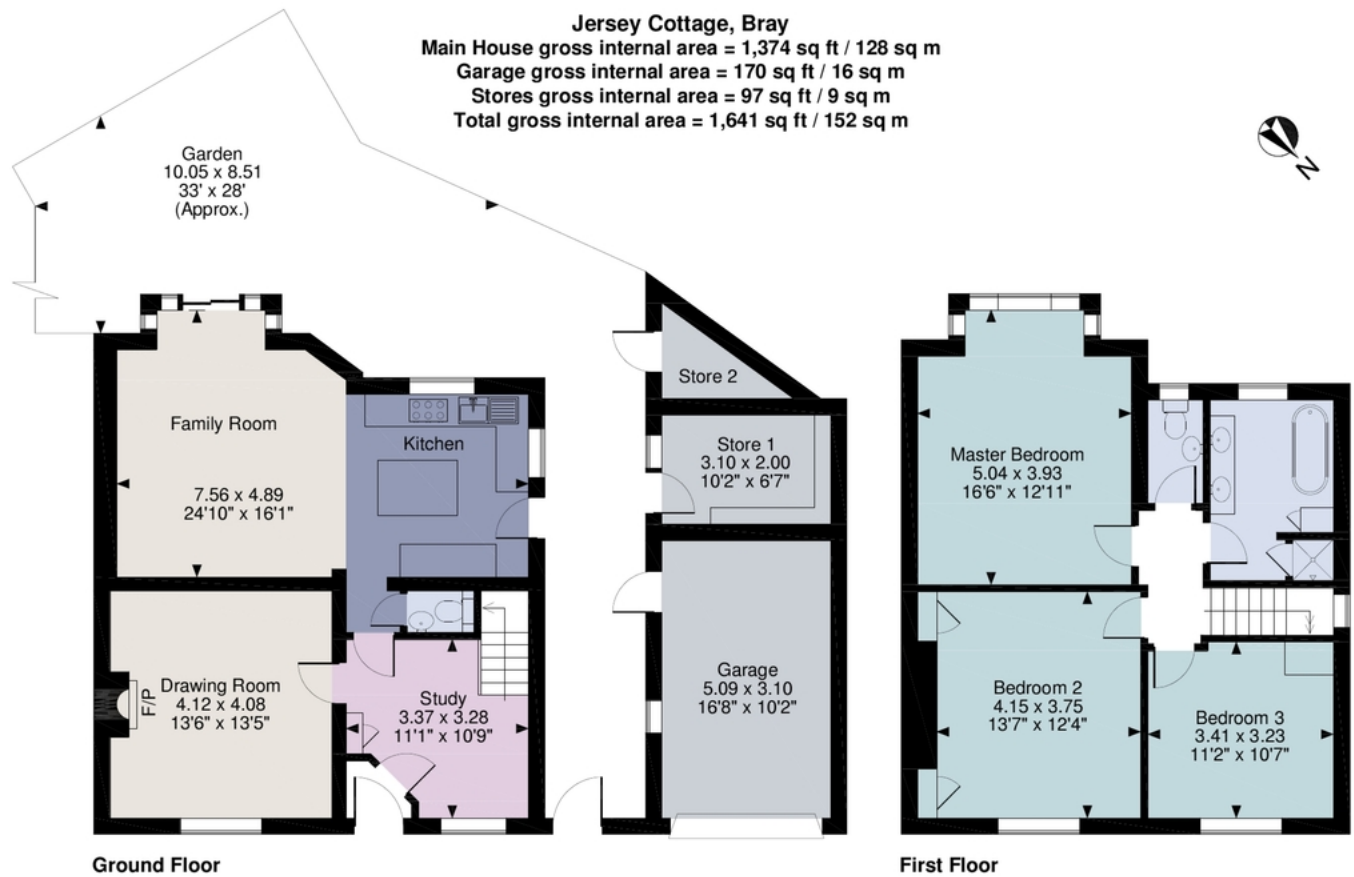 Jersey Cottage, Bray
Main House gross internal area = 1,374 sq ft / 128 sq m
Garage gross internal area = 170 sq ft / 16 sq m
Stores gross internal area = 97 sq ft / 9 sq m
Total gross internal area = 1,641 sq ft / 152 sq m
N
Garden
10.05 x 8.51
33' x 28'
(Approx.)
Family Room
7.56 x 4.89
24'10" x 16'1"
Kitchen
Store 2
Store 1
3.10 x 2.00
10'2" x 6'7"
Drawing Room
4.12 x 4.08
13'6" x 13'5"
F/P
Study
3.37 x 3.28
11'1" x 10'9"
Garage
5.09 x 3.10
16'8" x 10'2"
Master Bedroom
5.04 x 3.93
16'6" x 12'11"
Bedroom 2
4.15 x 3.75
13'7" x 12'4"
Bedroom 3
3.41 x 3.23
11'2" x 10'7"
Ground Floor
First Floor